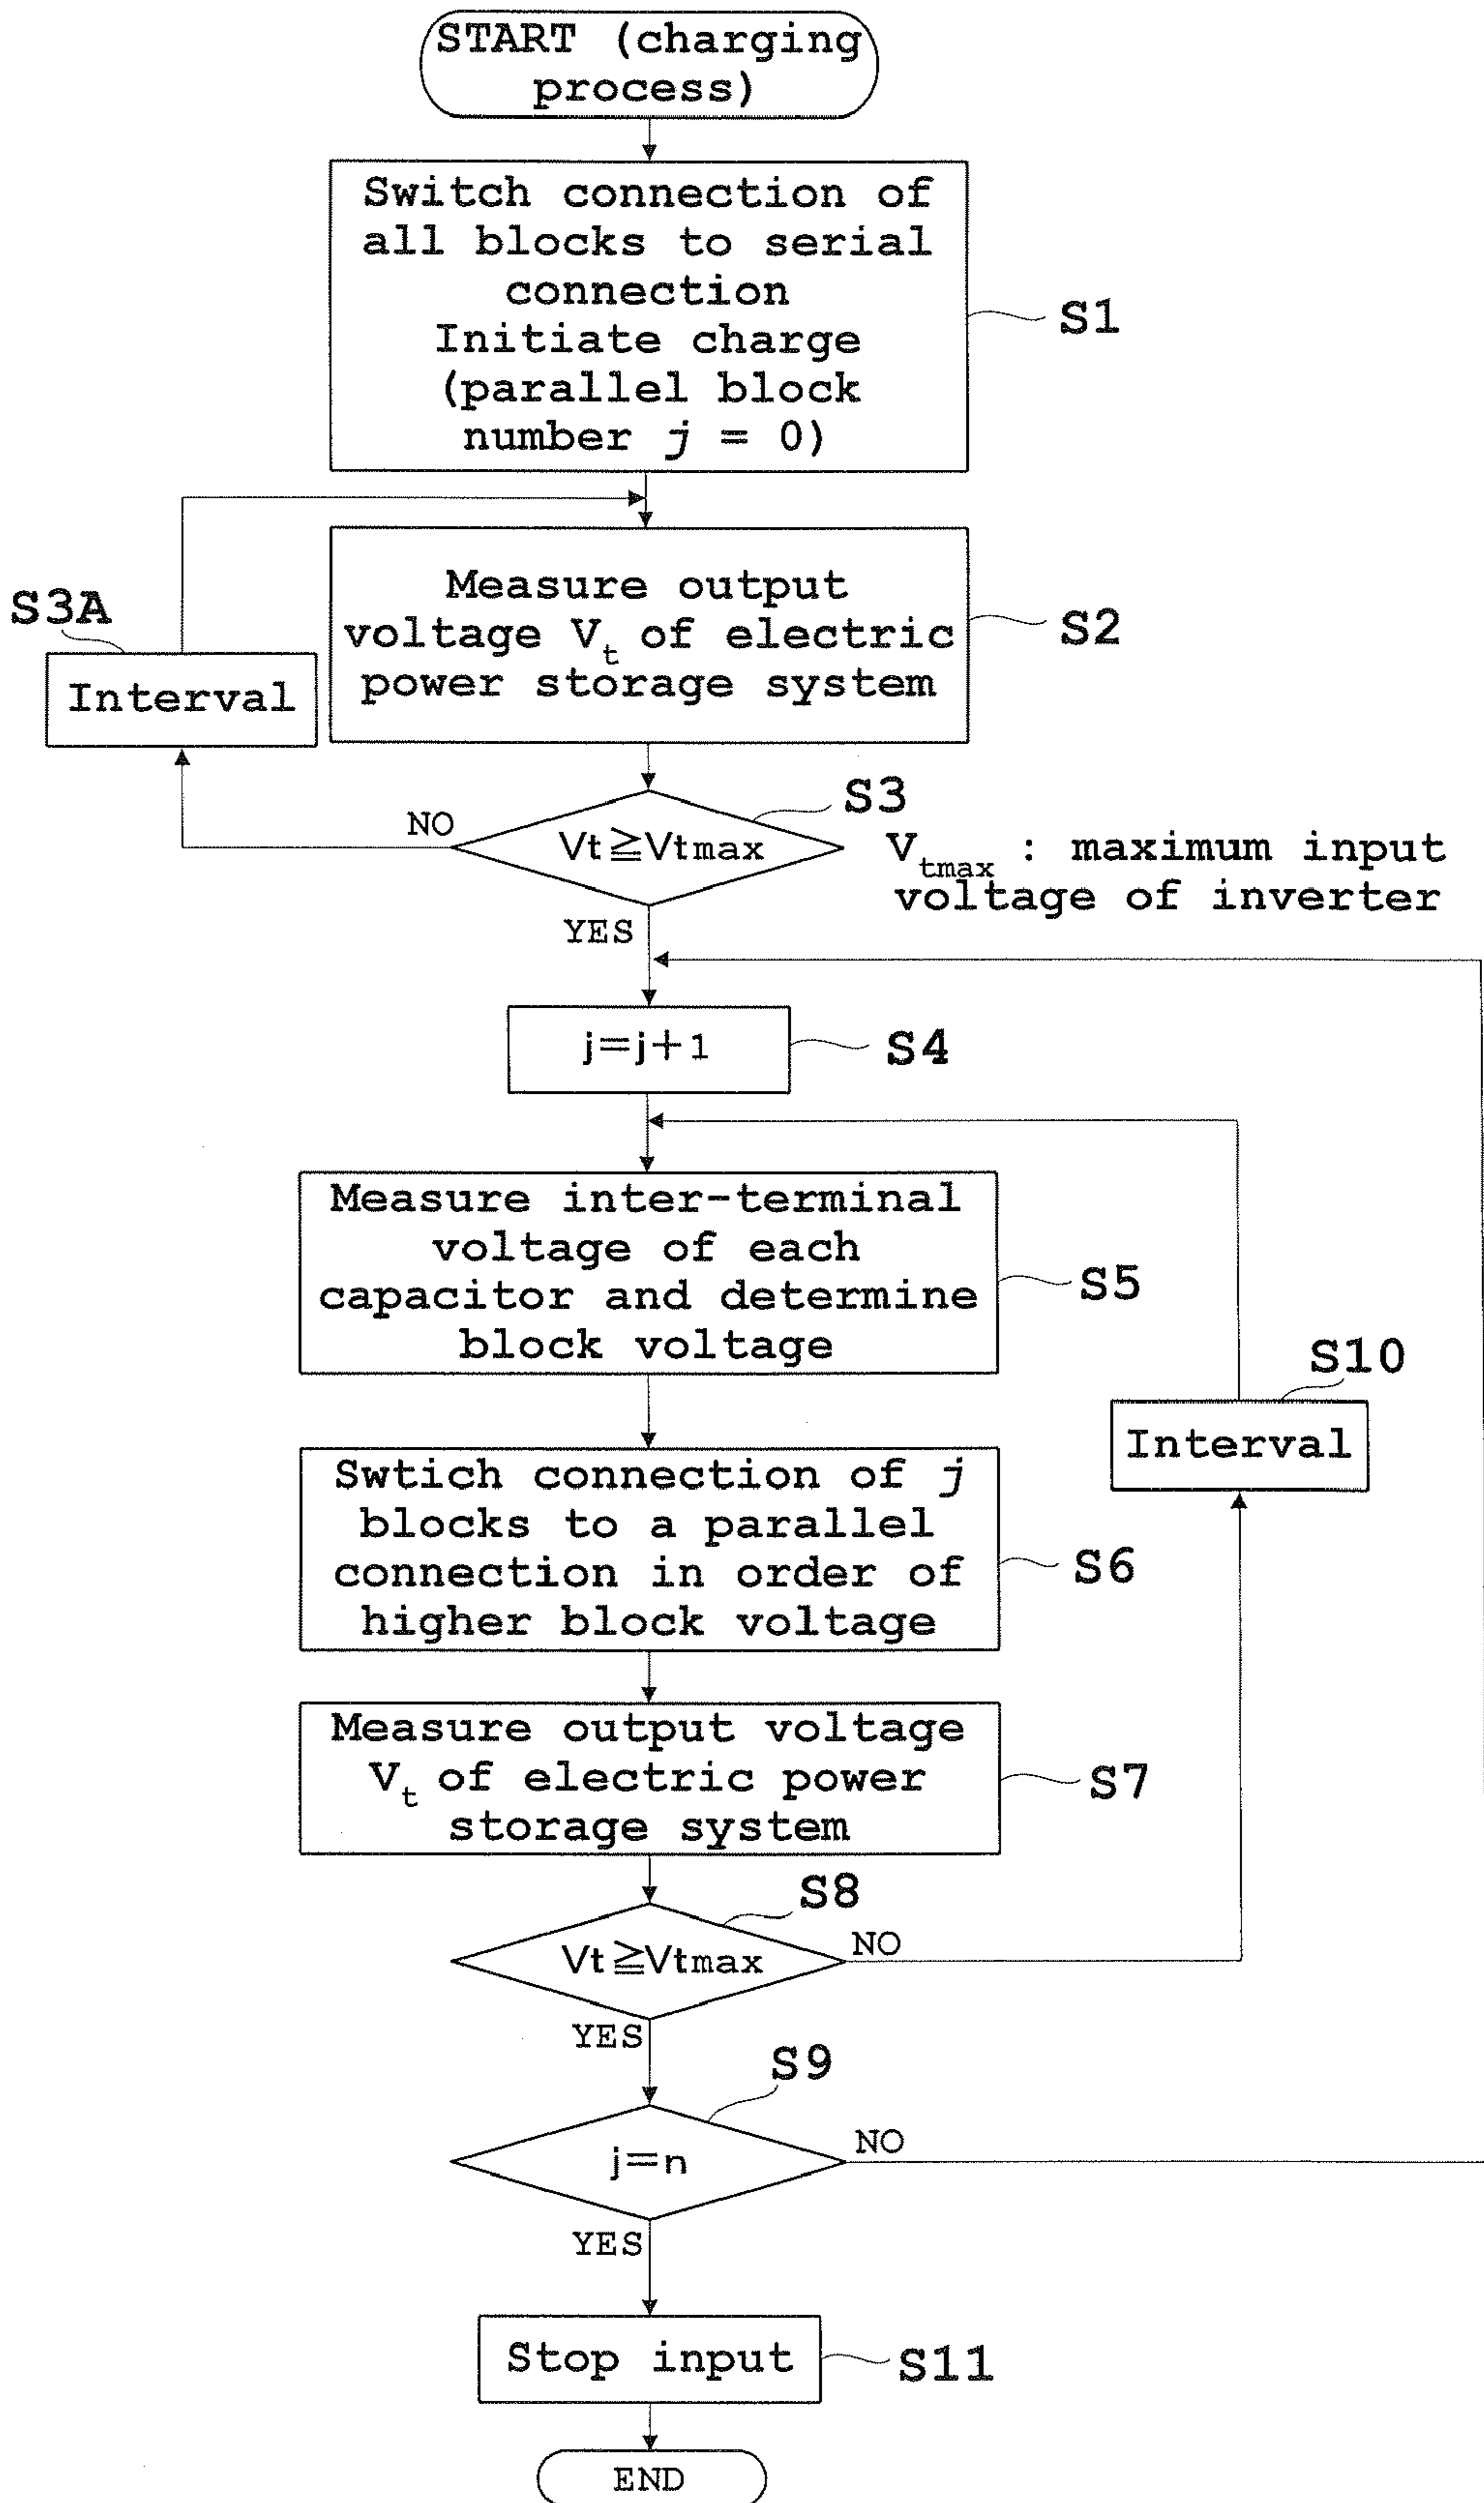 START (charging
process)
Switch connection of
all blocks to serial
connection
Initiate charge
(parallel block
number j = 0)
S1
S3A
Interval
Measure output
voltage Vt of electric
power storage system
S2
S3
NO
Vt≧Vtmax
Vtmax : maximum input
voltage of inverter
YES
j=j+1
S4
Measure inter-terminal
voltage of each
capacitor and determine
block voltage
S5
S10
Interval
Swtich connection of j
blocks to a parallel
connection in order of
higher block voltage
S6
Measure output voltage
Vt of electric power
storage system
S7
S8
Vt≧Vtmax
NO
YES
S9
j=n
NO
YES
Stop input
S11
END